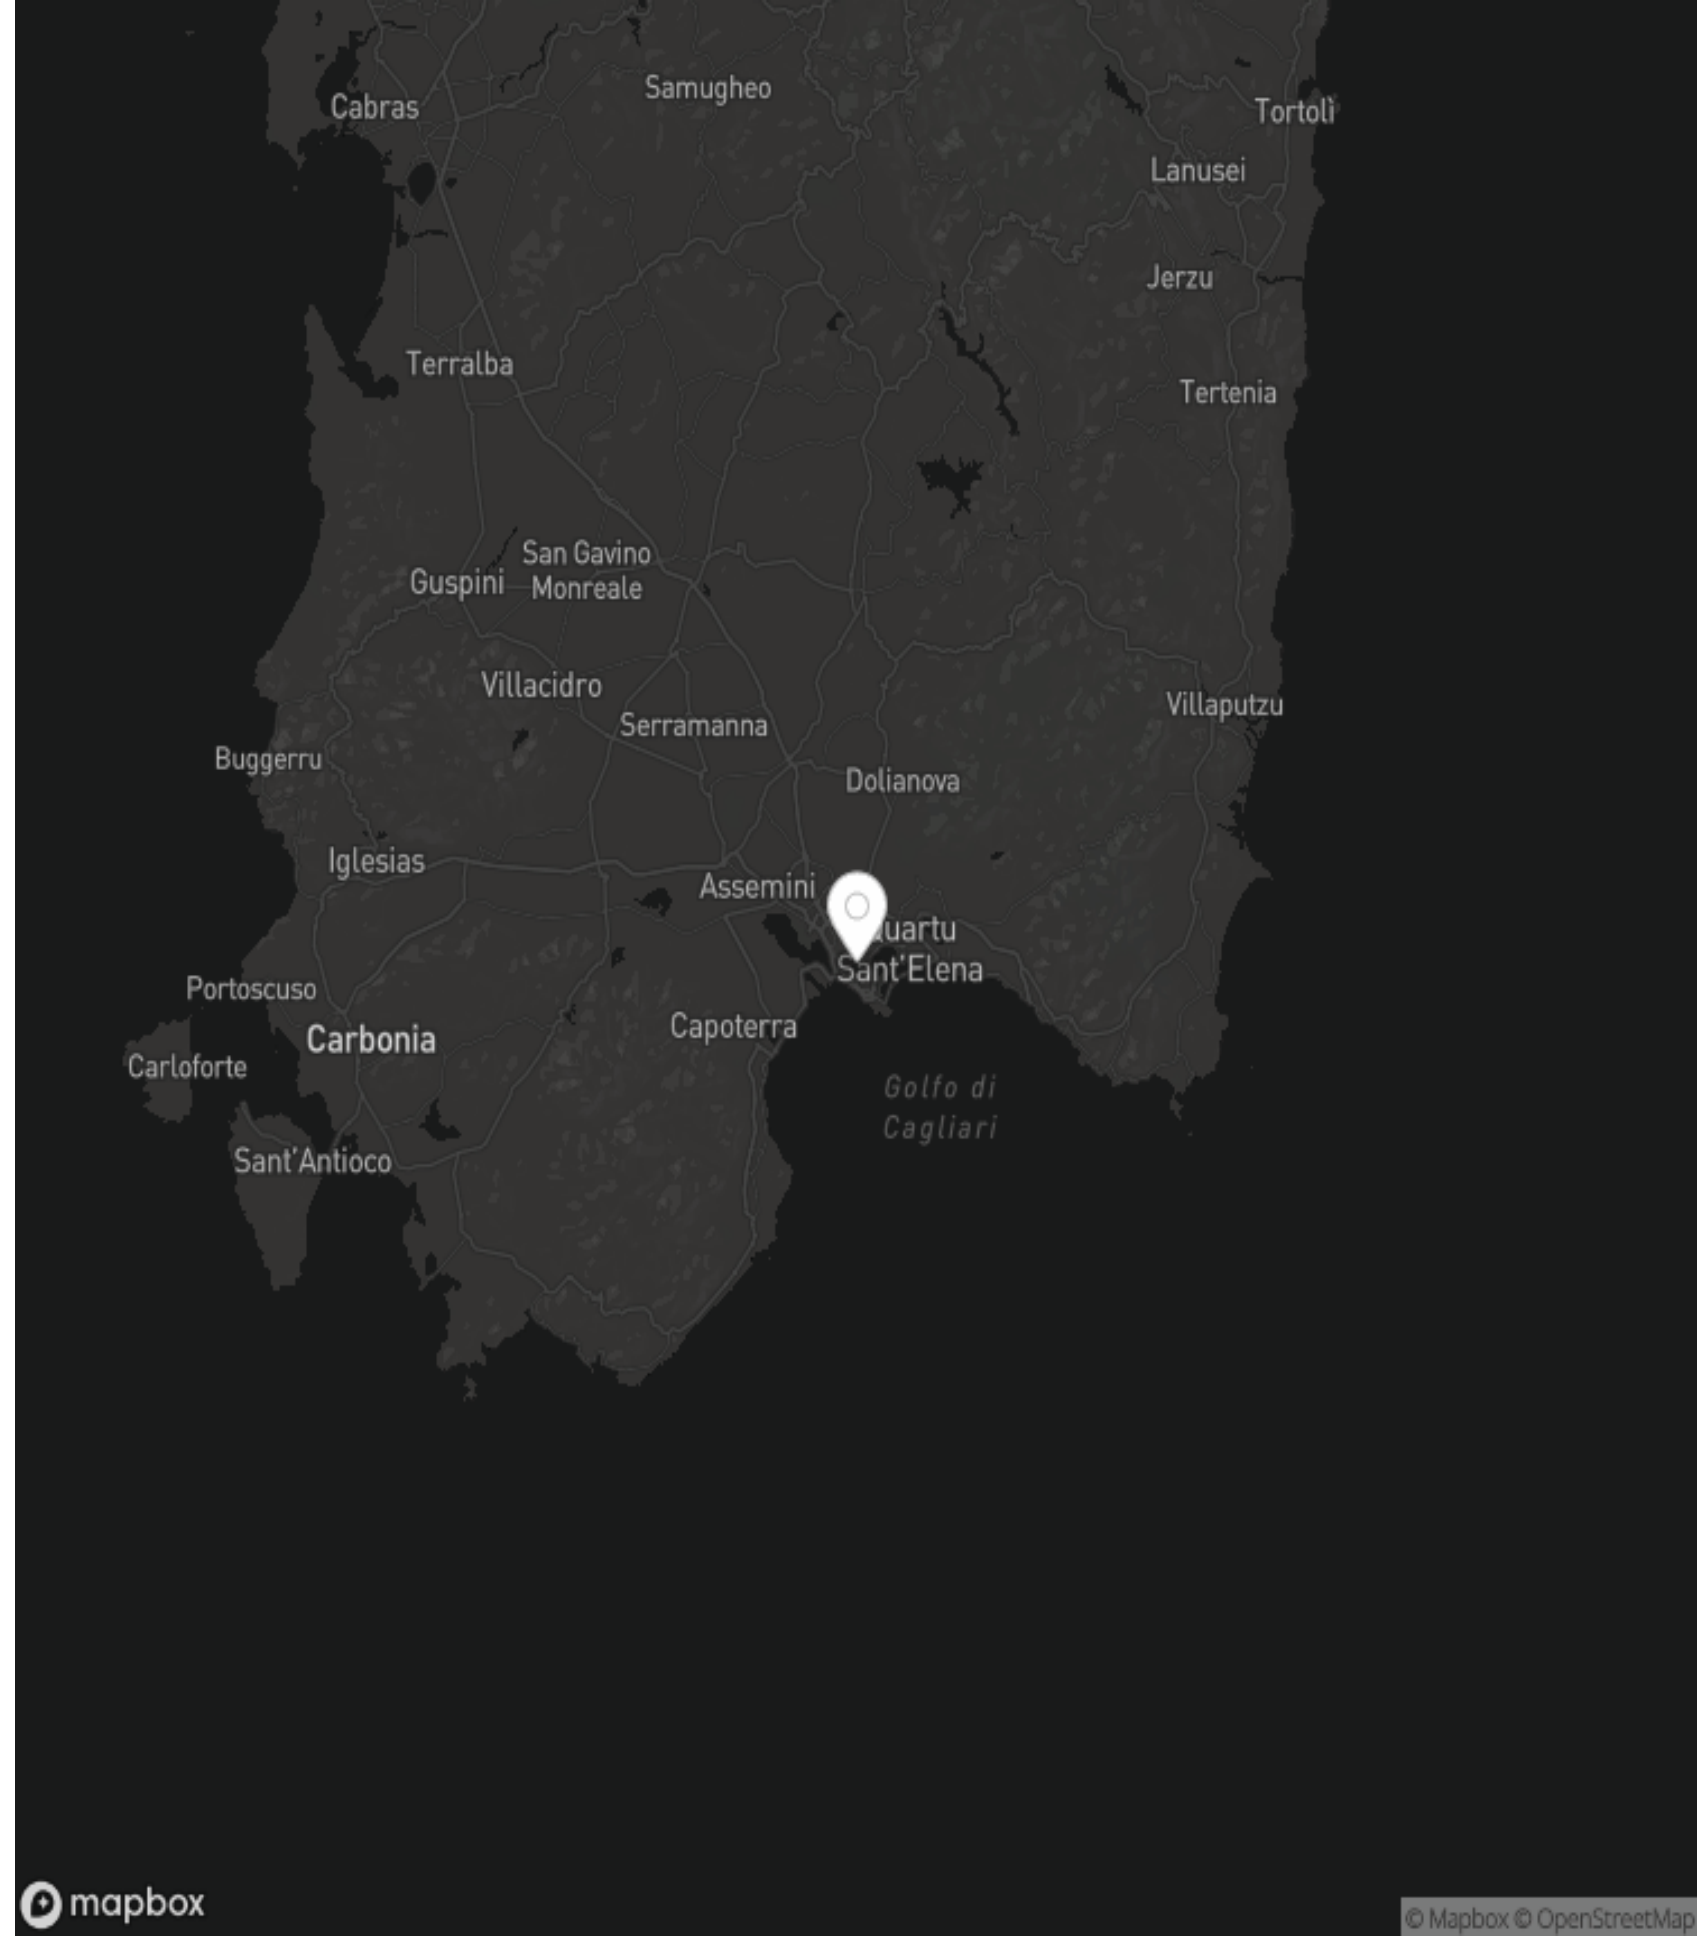 Samugheo
Cabras
Tortolì
Lanusei
Jerzu
Terralba
Tertenia
San Gavino
Monreale
Guspini
Villacidro
Villaputzu
Serramanna
Buggerru
Dolianova
Iglesias
Assemini
Sant'Elena
Portoscuso
Capoterra
Carbonia
Carloforte
Golfo di
Cagliari
Sant'Antioco
mapbox
© Mapbox © OpenStreetMap